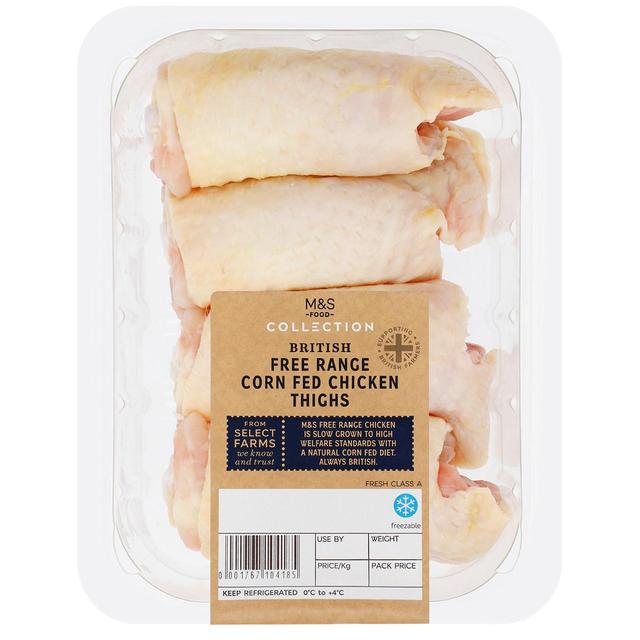 M&S
-FOOD-
COLLECTION
SUPPORTING
BRITISH FARMERS
BRITISH
FREE RANGE
CORN FED CHICKEN
THIGHS
FROM
SELECT
FARMS
we know
and trust
M&S FREE RANGE CHICKEN
IS SLOW GROWN TO HIGH
WELFARE STANDARDS WITH
A NATURAL CORN FED DIET.
ALWAYS BRITISH.
FRESH CLASS A
freezable
USE BY
WEIGHT
PRICE/Kg
PACK PRICE
0 001767 104185
KEEP REFRIGERATED 0°C to +4°C